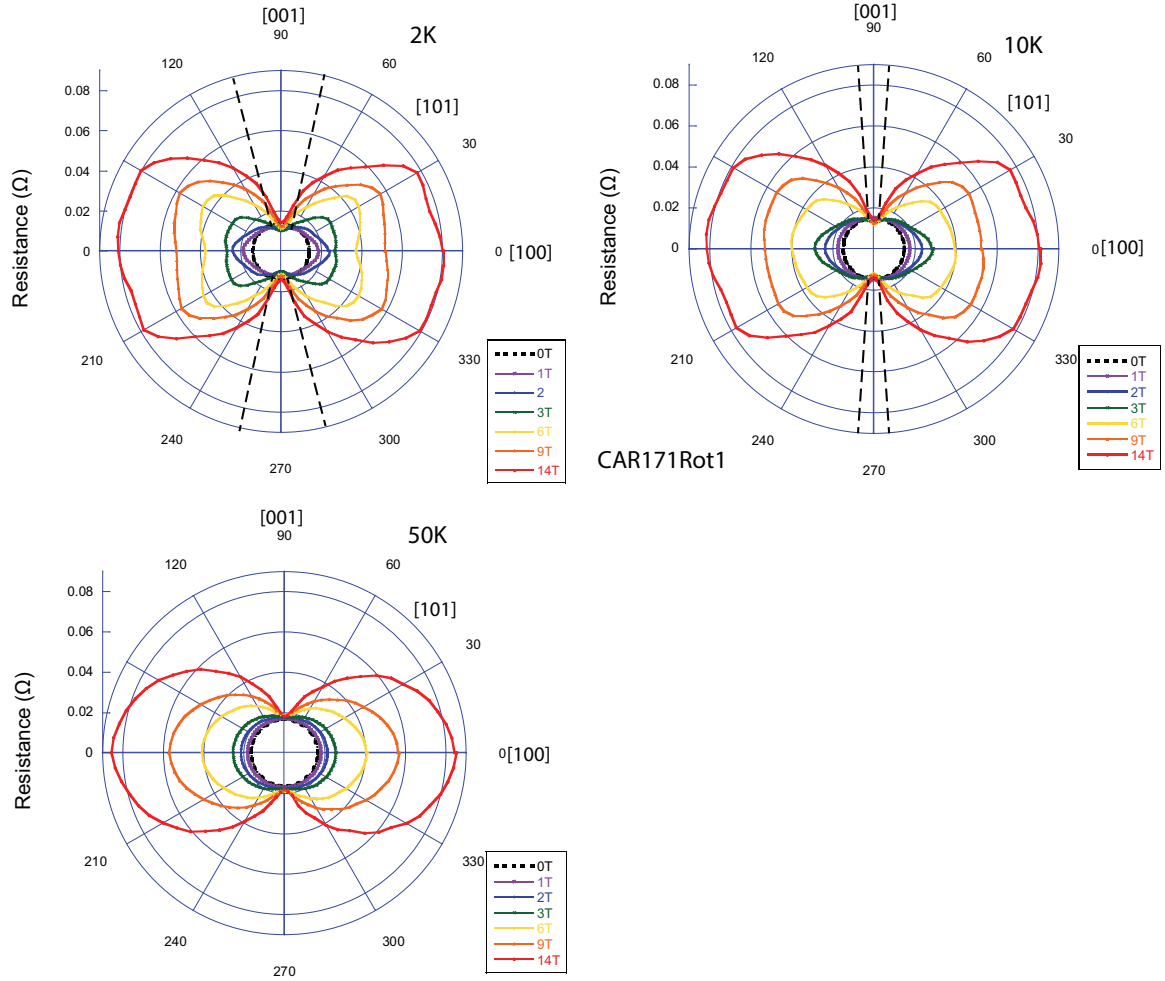 [001]
90
2K
120
60
[101]
30
0.08
0.06
0.04
0.02
0
Resistance (Ω)
0 [100]
210
330
240
300
270
0T
1T
2
3T
6T
9T
14T
[001]
90
10K
120
60
[101]
30
0.08
0.06
0.04
0.02
0
Resistance (Ω)
0[100]
210
330
240
300
270
0T
1T
2T
3T
6T
9T
14T
CAR171Rot1
[001]
90
50K
120
60
[101]
30
0.08
0.06
0.04
0.02
0
Resistance (Ω)
0[100]
210
330
240
300
270
0T
1T
2T
3T
6T
9T
14T